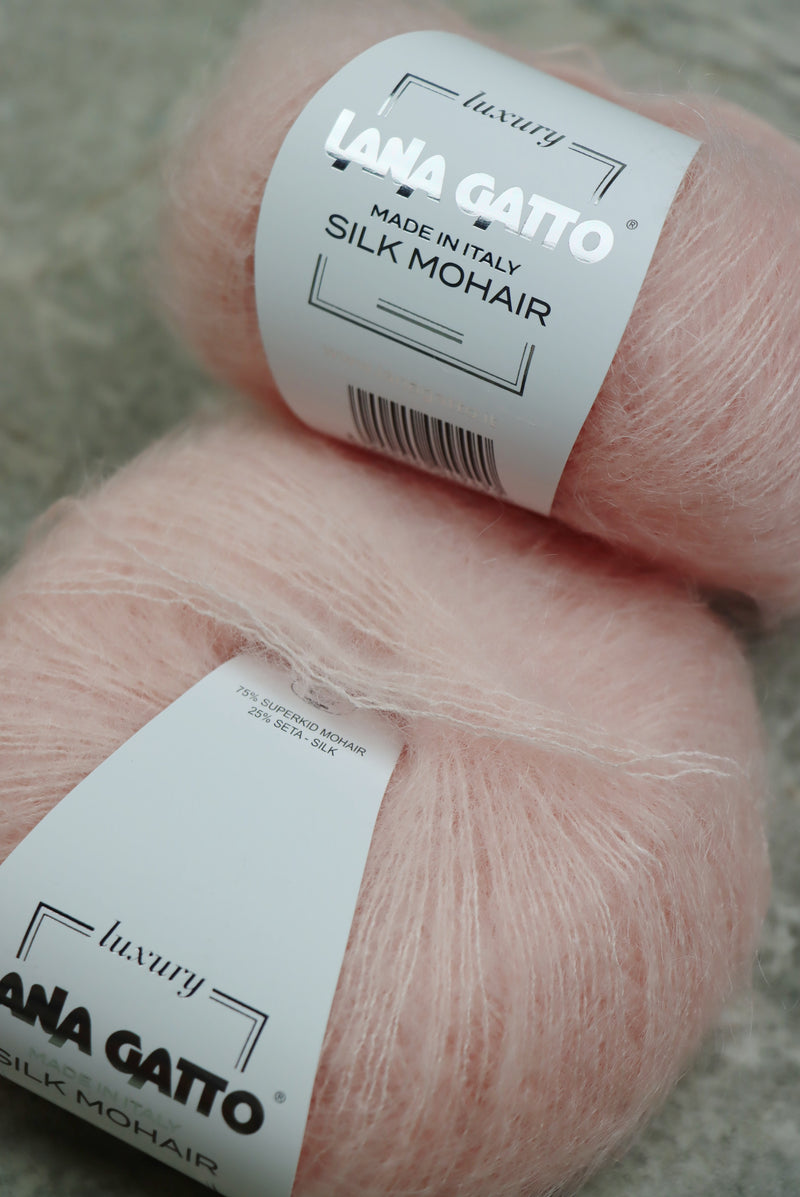 luxury
LANA GATTO®
MADE IN ITALY
SILK MOHAIR
75% SUPERKID MOHAIR
25% SETA - SILK
luxury
ANA GATTO®
MADE IN ITALY
SILK MOHAIR